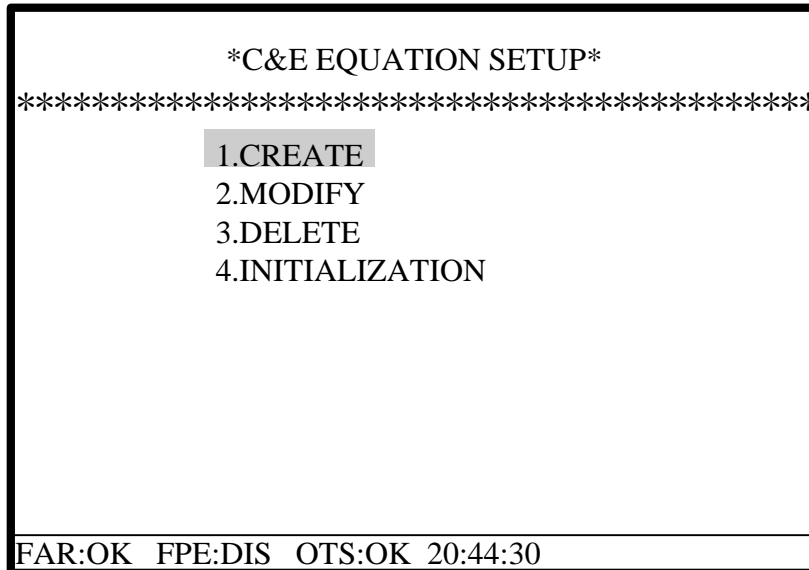 *C&E EQUATION SETUP*
*******************************************
1.CREATE
2.MODIFY
3.DELETE
4.INITIALIZATION
FAR:OK FPE:DIS OTS:OK 20:44:30